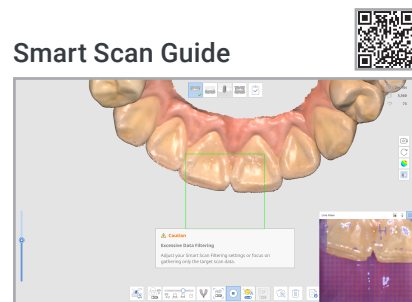 Smart Scan Guide
Caution
Excessive Data Filtering
Adjust your Smart Scan Filtering settings or focus on
gathering only the target scan data.